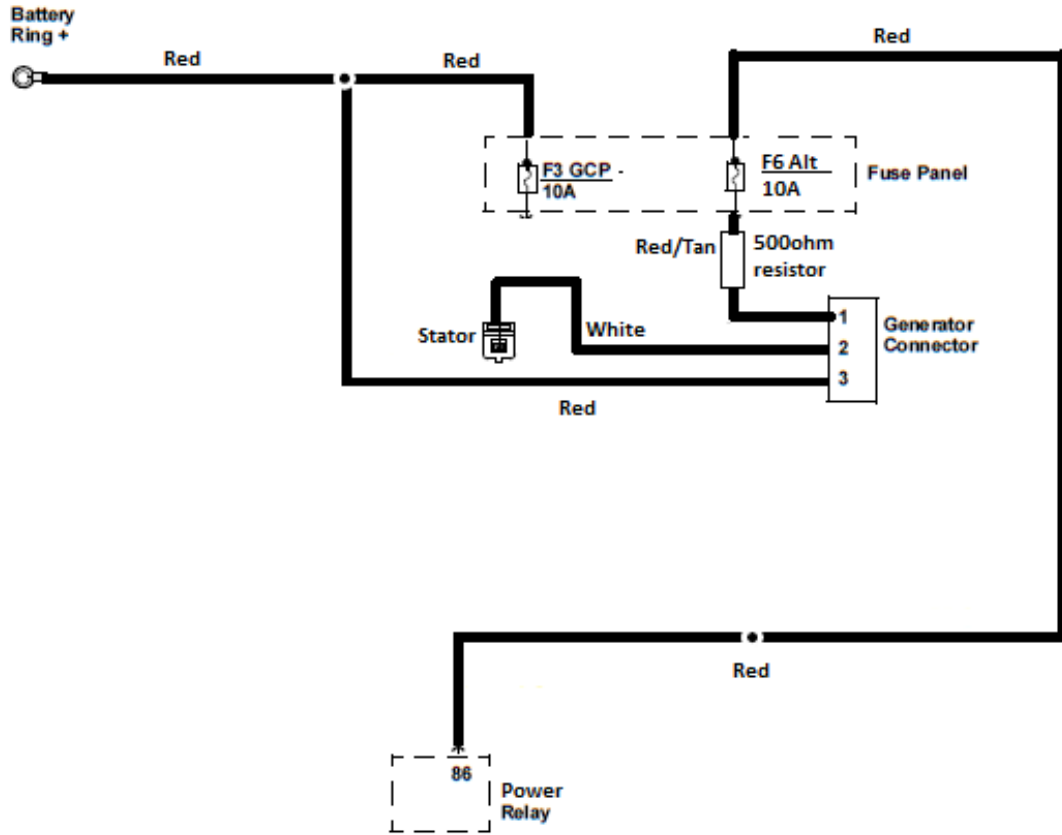 Battery
Ring +
Red
Red
Red
F3 GCP -
10A
F6 Alt
10A
Fuse Panel
Red/Tan
500ohm
resistor
Stator
White
1
2
3
Generator
Connector
Red
Red
86
Power
Relay